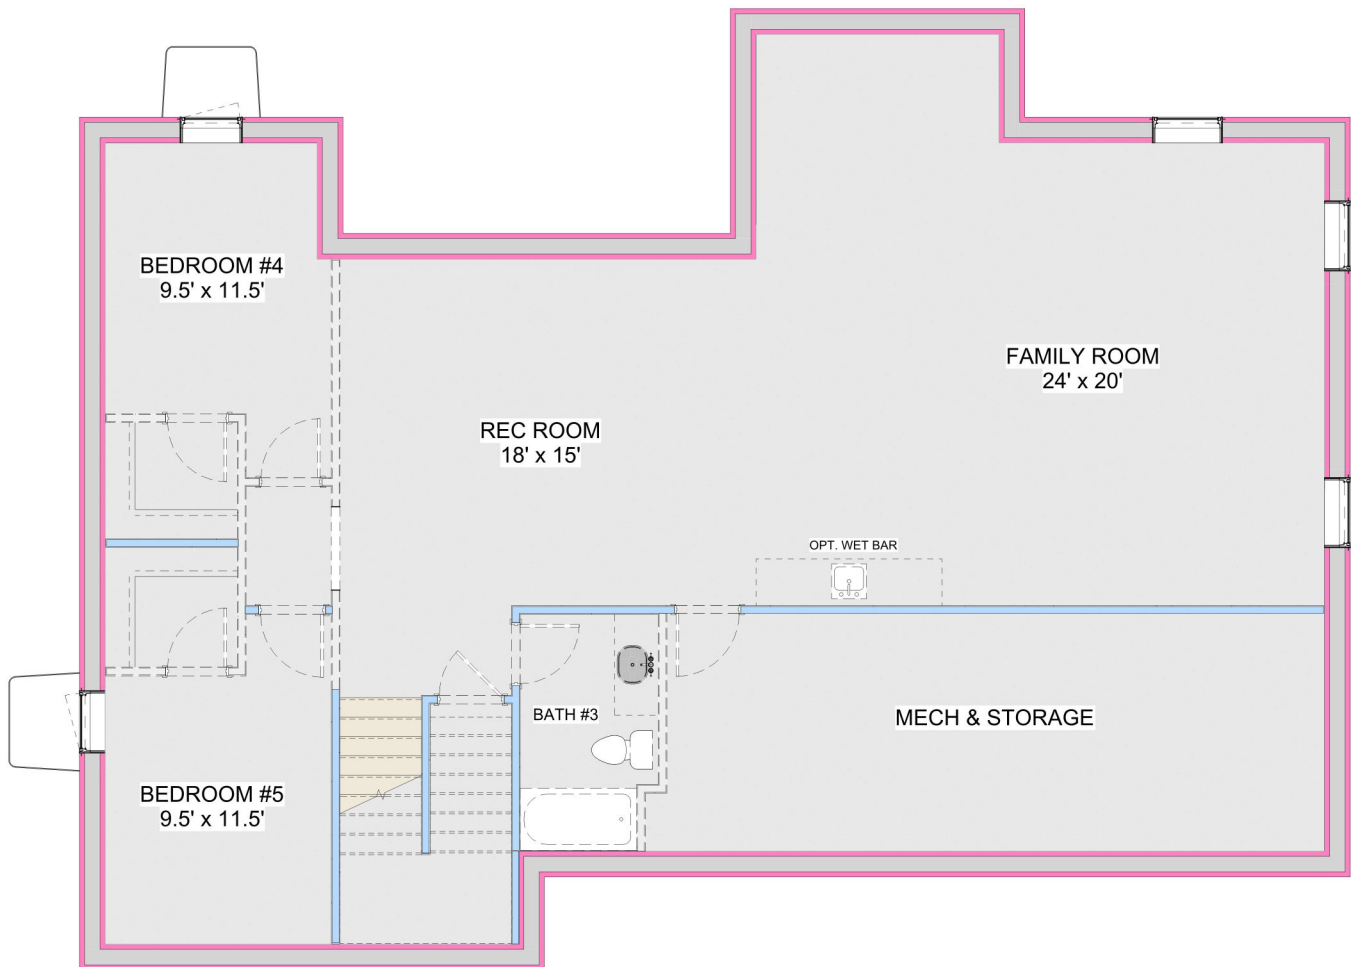 BEDROOM #4
9.5' x 11.5'
FAMILY ROOM
24' x 20'
REC ROOM
18' x 15'
OPT. WET BAR
BATH #3
MECH & STORAGE
BEDROOM #5
9.5' x 11.5'